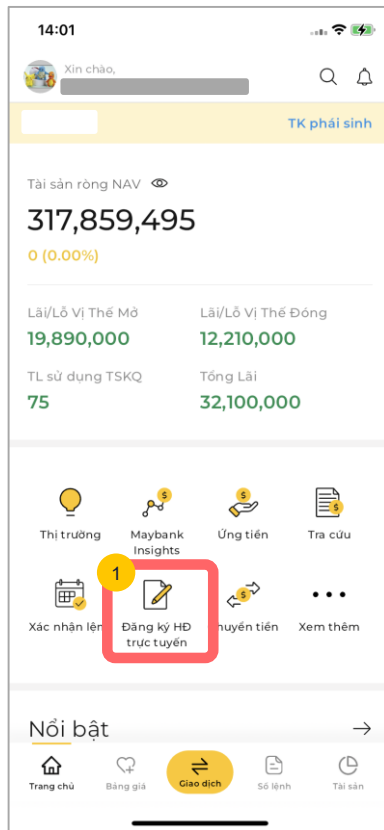 14:01
Xin chào,
TK phái sinh
Tài sản ròng NAV
317,859,495
0 (0.00%)
Lãi/Lỗ Vị Thế Mở Lãi/Lỗ Vị Thế Đóng
19,890,000 12,210,000
TL sử dụng TSKQ Tổng Lãi
75 32,100,000
Thị trường Maybank Ứng tiền Tra cứu
Insights
1
Xác nhận lện Đăng ký HĐ huyển tiền Xem thêm
trực tuyến
Nổi bật
Trang chủ Bảng giá Giao dịch Sổ lệnh Tài sản